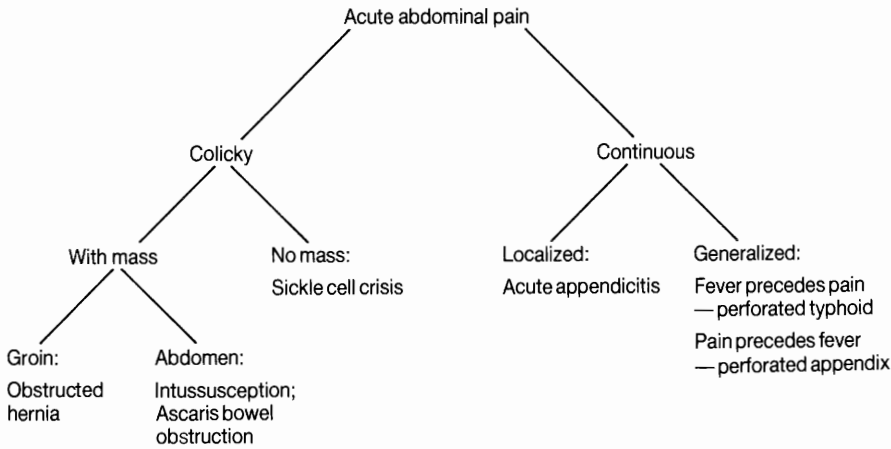 Acute abdominal pain
Colicky
Continuous
With mass
No mass:
Sickle cell crisis
Localized:
Acute appendicitis
Generalized:
Fever precedes pain
— perforated typhoid
Pain precedes fever
— perforated appendix
Groin:
Obstructed
hernia
Abdomen:
Intussusception;
Ascaris bowel
obstruction